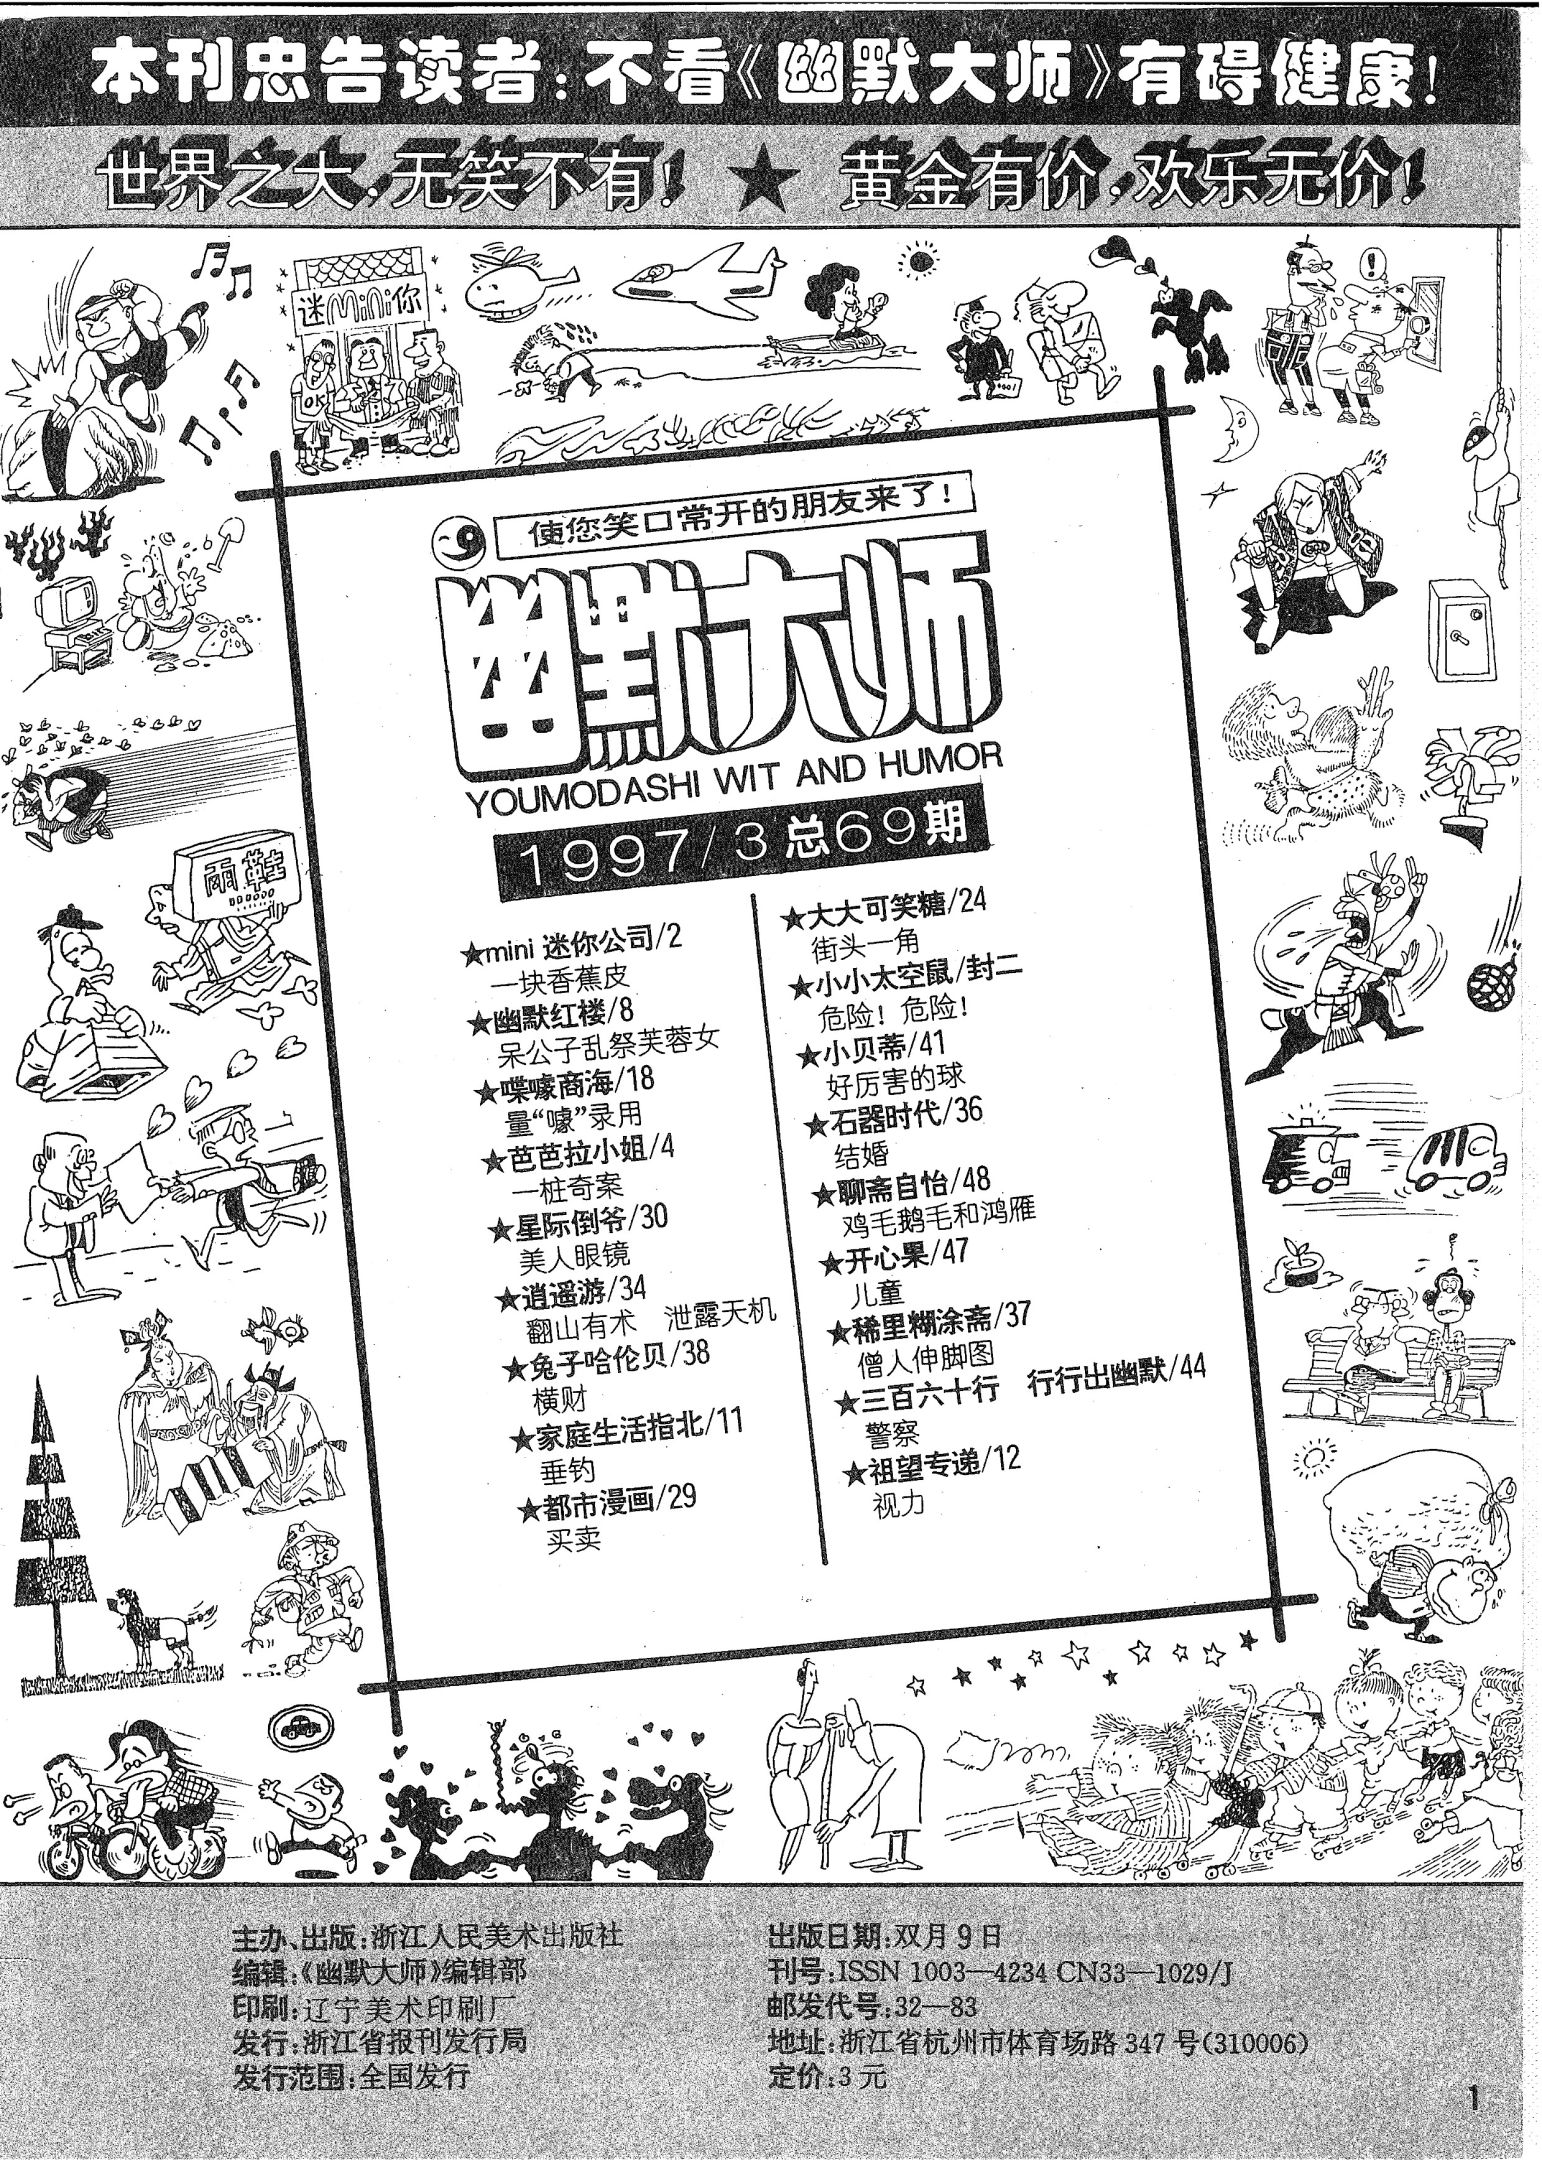 本刊忠告读者：不看《幽默大师》有碍健康！
世界之大，无笑不有！ ★ 黄金有价，欢乐无价！
迷mini你
OK
!
雨鞋
使您笑口常开的朋友来了！
幽默大师
YOUMODASHI WIT AND HUMOR
1997/3 总69期
★mini 迷你公司/2
一块香蕉皮
★幽默红楼/8
呆公子乱祭芙蓉女
★喋噱商海/18
量“噱”录用
★芭芭拉小姐/4
一桩奇案
★星际倒爷/30
美人眼镜
★逍遥游/34
翻山有术 泄露天机
★兔子哈伦贝/38
横财
★家庭生活指北/11
垂钓
★都市漫画/29
买卖
★大大可笑糖/24
街头一角
★小小太空鼠/封二
危险！危险！
★小贝蒂/41
好厉害的球
★石器时代/36
结婚
★聊斋自怡/48
鸡毛鹅毛和鸿雁
★开心果/47
儿童
★稀里糊涂斋/37
僧人伸脚图
★三百六十行 行行出幽默/44
警察
★祖望专递/12
视力
主办、出版：浙江人民美术出版社
编辑：《幽默大师》编辑部
印刷：辽宁美术印刷厂
发行：浙江省报刊发行局
发行范围：全国发行
出版日期：双月9日
刊号：ISSN 1003—4234 CN33—1029/J
邮发代号：32—83
地址：浙江省杭州市体育场路347号（310006）
定价：3元
1